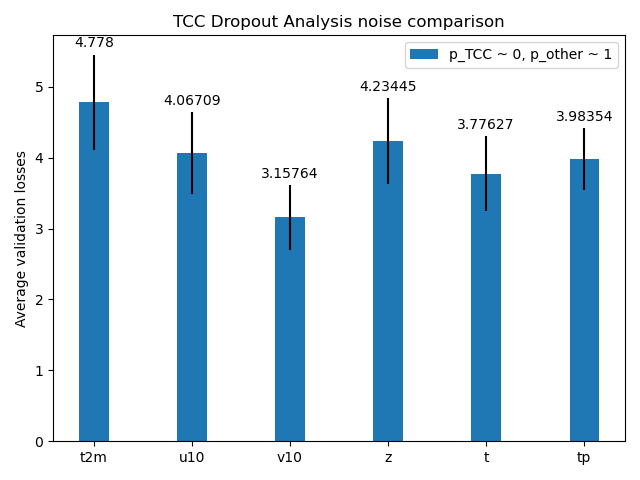 TCC Dropout Analysis noise comparison
p_TCC ~ 0, p_other ~ 1
4.778
4.06709
3.15764
4.23445
3.77627
3.98354
Average validation losses
5
4
3
2
1
0
t2m
u10
v10
z
t
tp